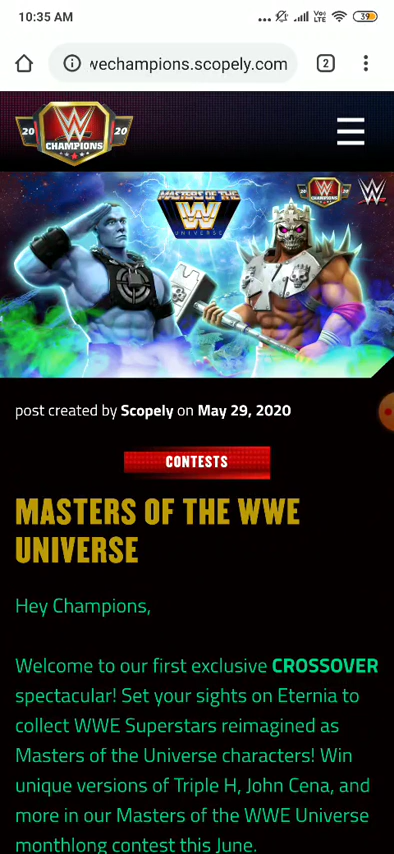 10:35 AM
Vo) LTE
39
wechampions.scopely.com
2
20 W 20
CHAMPIONS
MASTERS OF THE
W
UNIVERSE
CHAMPIONS
W
post created by Scopely on May 29, 2020
CONTESTS
MASTERS OF THE WWE
UNIVERSE
Hey Champions,
Welcome to our first exclusive CROSSOVER
spectacular! Set your sights on Eternia to
collect WWE Superstars reimagined as
Masters of the Universe characters! Win
unique versions of Triple H, John Cena, and
more in our Masters of the WWE Universe
monthlong contest this June.